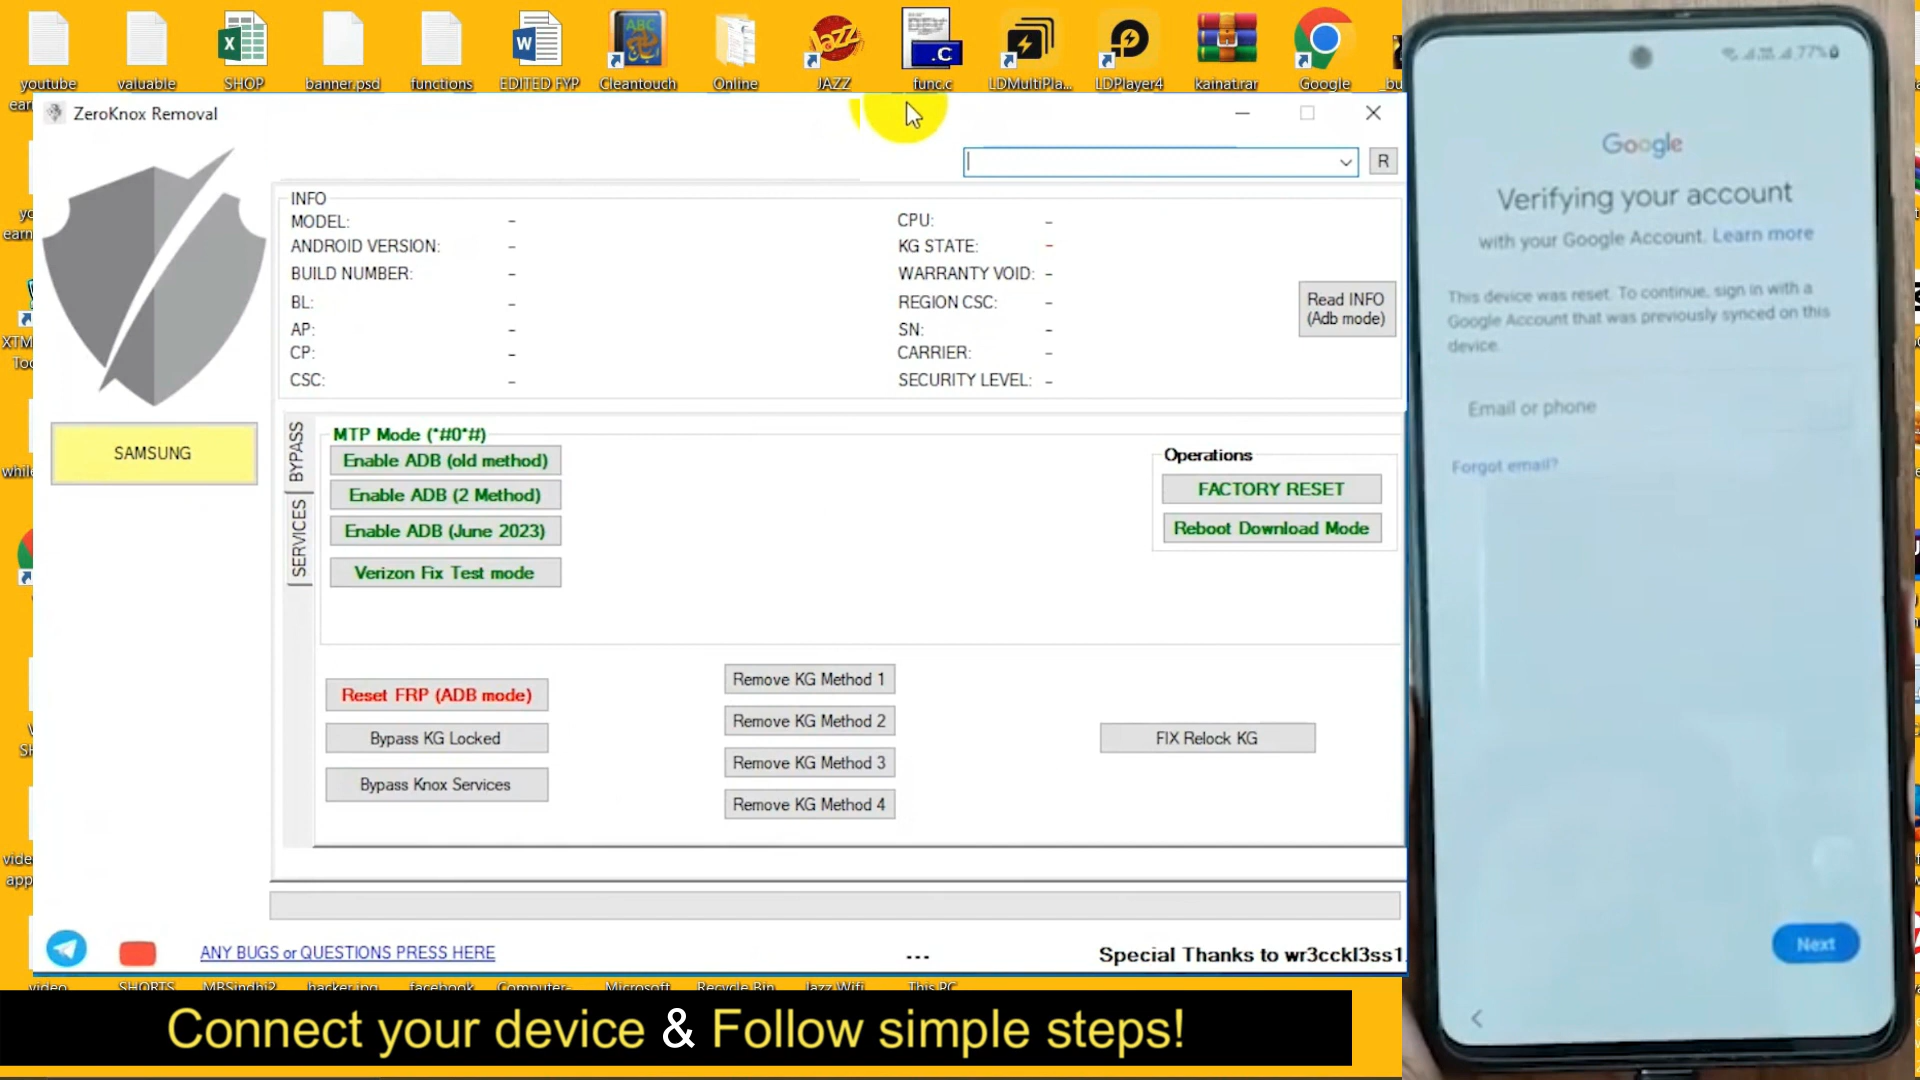 youtube
valuable
SHOP
banner.psd
functions
EDITED FYP
Cleantouch
Online
JAZZ
func.c
LDMultiPla...
LDPlayer4
kainat.rar
Google
ZeroKnox Removal
R
INFO
MODEL: -
ANDROID VERSION: -
BUILD NUMBER: -
BL: -
AP: -
CP: -
CSC: -
CPU: -
KG STATE: -
WARRANTY VOID: -
REGION CSC: -
SN: -
CARRIER: -
SECURITY LEVEL: -
Read INFO
(Adb mode)
SAMSUNG
BYPASS
SERVICES
MTP Mode (*#0*#)
Enable ADB (old method)
Enable ADB (2 Method)
Enable ADB (June 2023)
Verizon Fix Test mode
Operations
FACTORY RESET
Reboot Download Mode
Reset FRP (ADB mode)
Bypass KG Locked
Bypass Knox Services
Remove KG Method 1
Remove KG Method 2
Remove KG Method 3
Remove KG Method 4
FIX Relock KG
ANY BUGS or QUESTIONS PRESS HERE
---
Special Thanks to wr3cckl3ss1
Connect your device & Follow simple steps!
77%
Google
Verifying your account
with your Google Account. Learn more
This device was reset. To continue, sign in with a
Google Account that was previously synced on this
device.
Email or phone
Forgot email?
Next